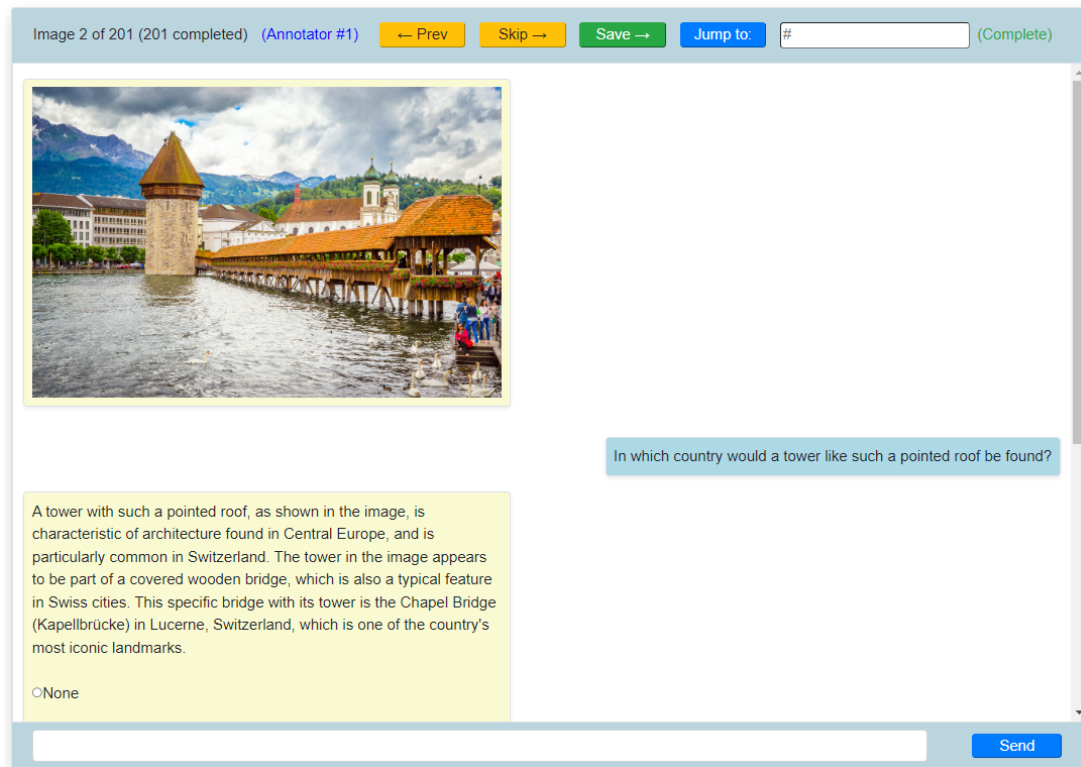 Image 2 of 201 (201 completed) (Annotator #1) ← Prev Skip → Save → Jump to: # (Complete)
In which country would a tower like such a pointed roof be found?
A tower with such a pointed roof, as shown in the image, is
characteristic of architecture found in Central Europe, and is
particularly common in Switzerland. The tower in the image appears
to be part of a covered wooden bridge, which is also a typical feature
in Swiss cities. This specific bridge with its tower is the Chapel Bridge
(Kapellbrücke) in Lucerne, Switzerland, which is one of the country's
most iconic landmarks.
None
Send